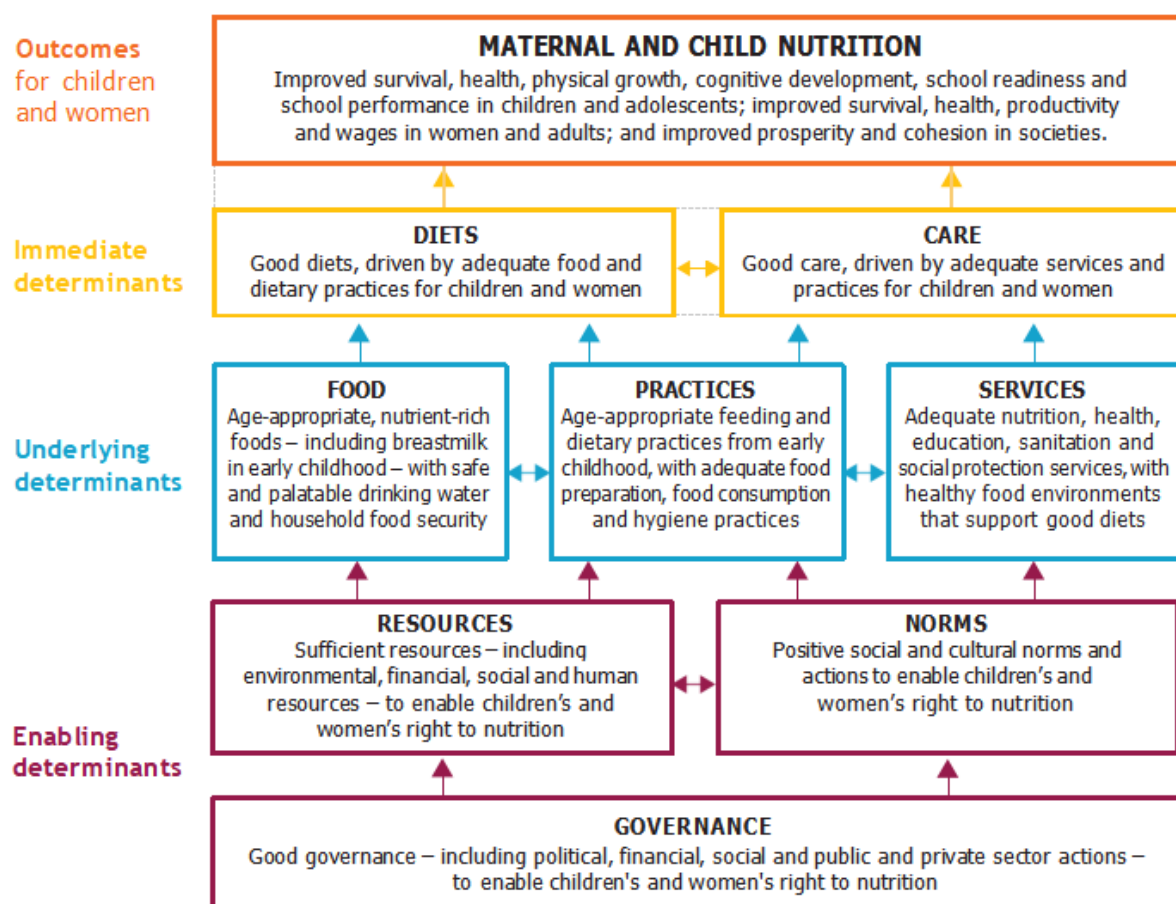 Outcomes
for children
and women
MATERNAL AND CHILD NUTRITION
Improved survival, health, physical growth, cognitive development, school readiness and
school performance in children and adolescents; improved survival, health, productivity
and wages in women and adults; and improved prosperity and cohesion in societies.
Immediate
determinants
DIETS
Good diets, driven by adequate food and
dietary practices for children and women
CARE
Good care, driven by adequate services and
practices for children and women
Underlying
determinants
FOOD
Age-appropriate, nutrient-rich
foods – including breastmilk
in early childhood – with safe
and palatable drinking water
and household food security
PRACTICES
Age-appropriate feeding and
dietary practices from early
childhood, with adequate food
preparation, food consumption
and hygiene practices
SERVICES
Adequate nutrition, health,
education, sanitation and
social protection services, with
healthy food environments
that support good diets
Enabling
determinants
RESOURCES
Sufficient resources – including
environmental, financial, social and human
resources – to enable children’s and
women’s right to nutrition
NORMS
Positive social and cultural norms and
actions to enable children’s and
women’s right to nutrition
GOVERNANCE
Good governance – including political, financial, social and public and private sector actions –
to enable children's and women's right to nutrition